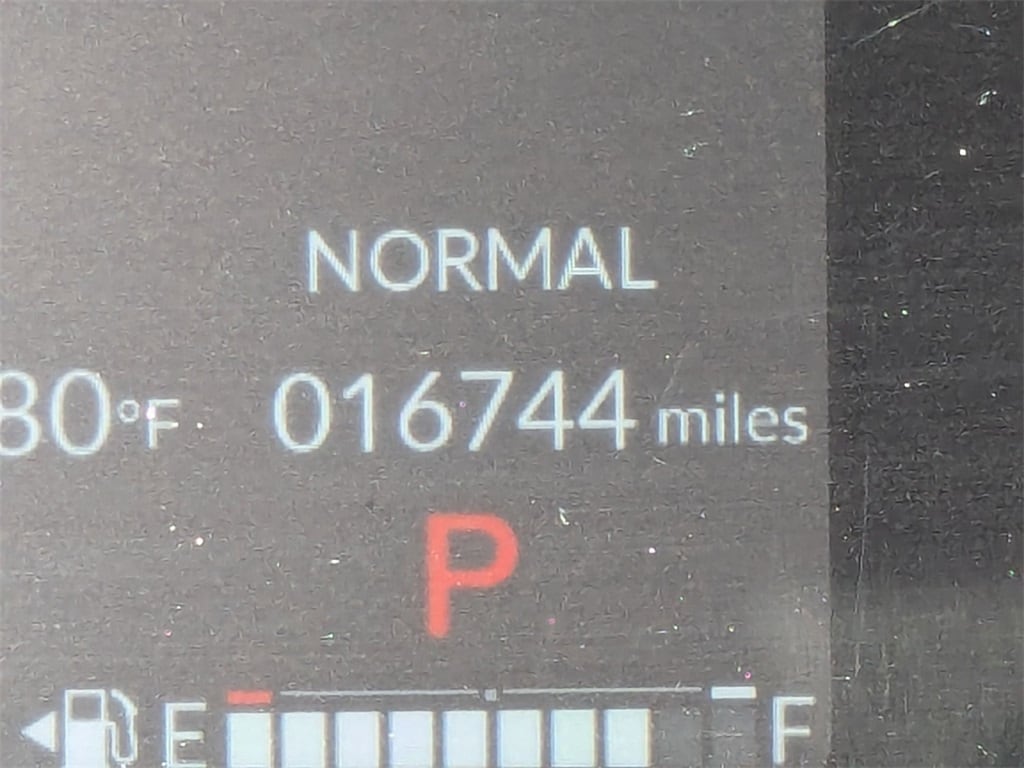 NORMAL
80°F 016744 miles
P
E F